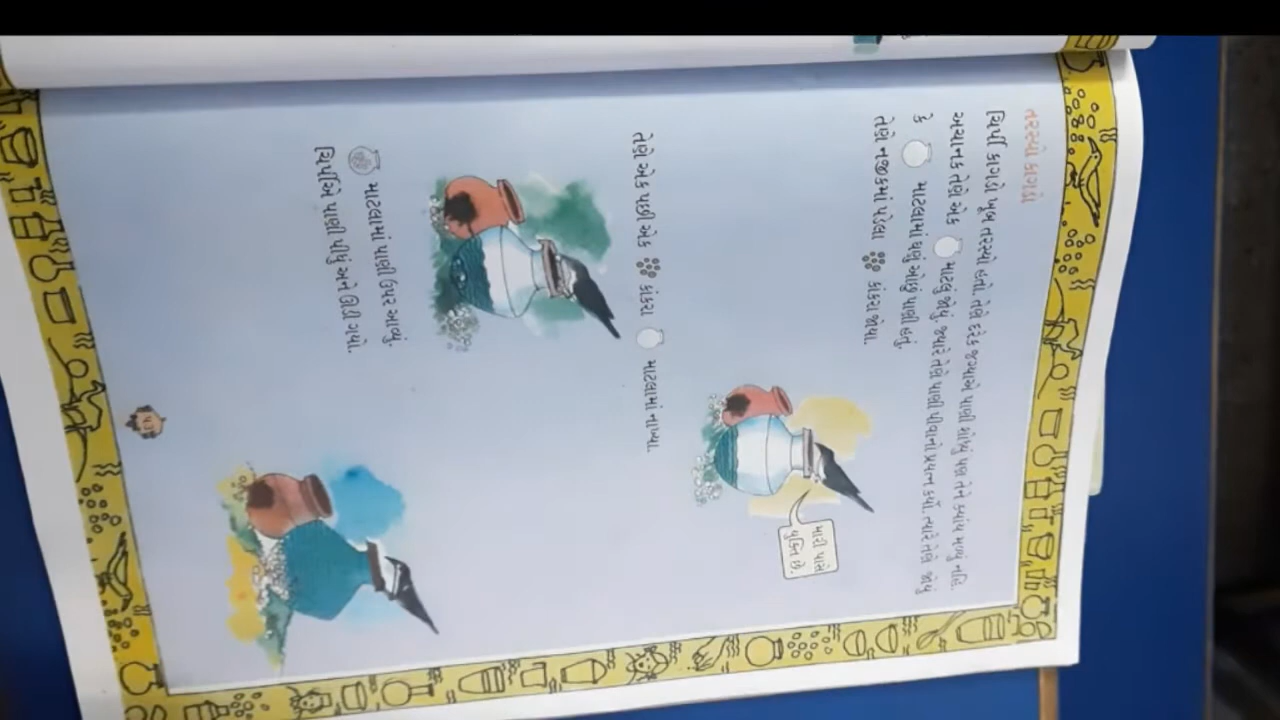 તરસ્યો કાગડો
ચિર્પી કાગડો ખુબ તરસ્યો હતો. તેણે દરેક જગ્યાએ પાણી શોધ્યું પણ તેને ક્યાંય મળ્યું નહિ.
અચાનક તેણે એક માટલું જોયું. જ્યારે તેણે પાણી પીવાનો પ્રયત્ન કર્યો. ત્યારે તેણે જોયું
કે માટલામાં ઘણું ઓછું પાણી હતું.
તેણે નજીકમાં પડેલા કાંકરા જોયા.
મારી પાસે
યુક્તિ છે.
તેણે એક પછી એક કાંકરા માટલામાં નાખ્યા.
માટલામાં પાણી ઉપર આવ્યું.
ચિર્પીએ પાણી પીધું અને ઊડી ગયો.